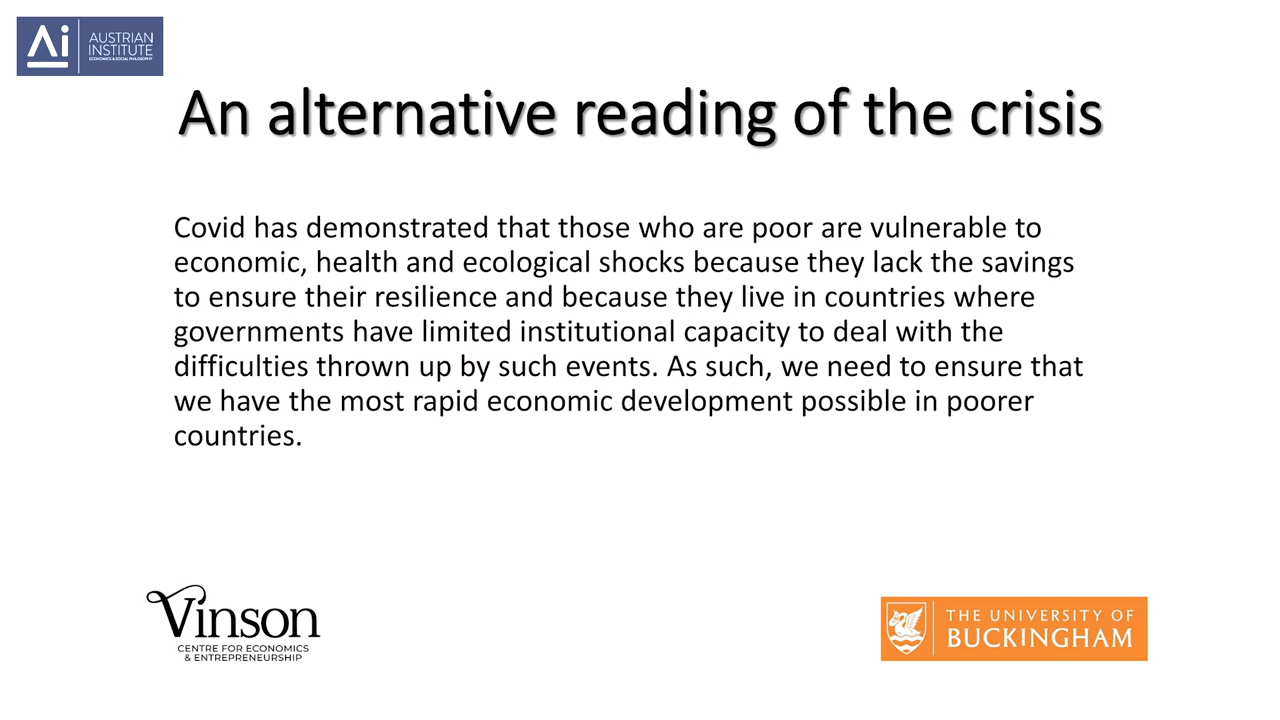 Ai
AUSTRIAN
INSTITUTE
ECONOMICS & SOCIAL PHILOSOPHY
An alternative reading of the crisis
Covid has demonstrated that those who are poor are vulnerable to
economic, health and ecological shocks because they lack the savings
to ensure their resilience and because they live in countries where
governments have limited institutional capacity to deal with the
difficulties thrown up by such events. As such, we need to ensure that
we have the most rapid economic development possible in poorer
countries.
Vinson
CENTRE FOR ECONOMICS
& ENTREPRENEURSHIP
THE UNIVERSITY OF
BUCKINGHAM